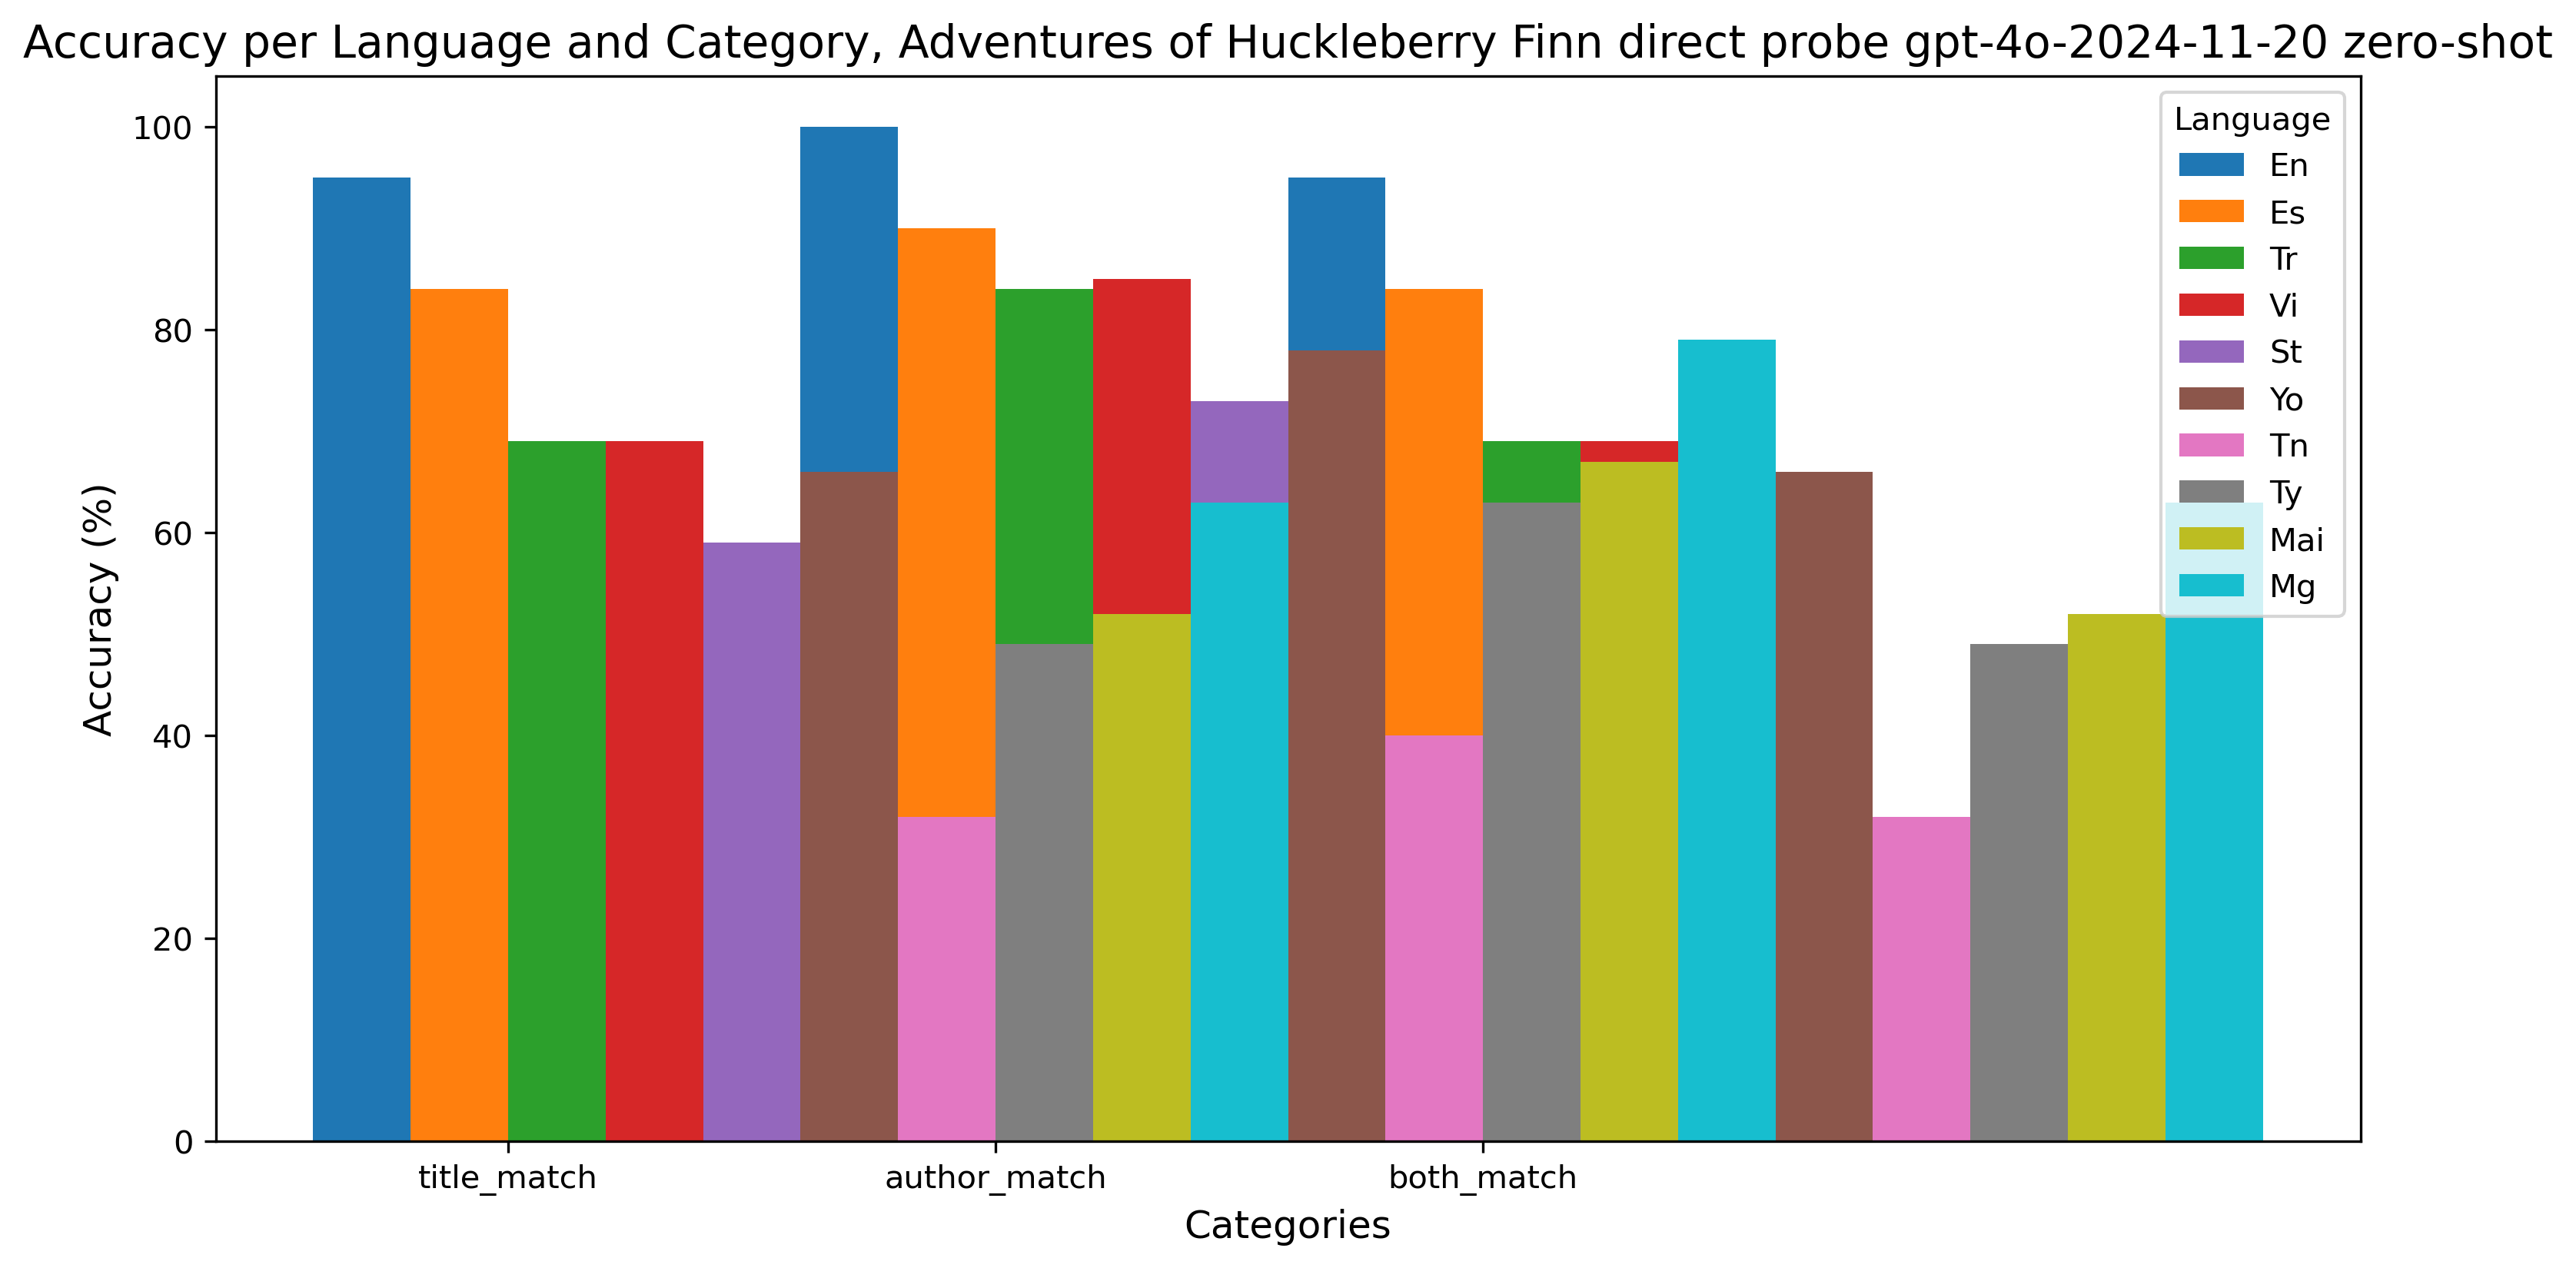 Accuracy per Language and Category, Adventures of Huckleberry Finn direct probe gpt-4o-2024-11-20 zero-shot
Accuracy (%)
100
80
60
40
20
0
title_match author_match both_match
Categories
Language
En
Es
Tr
Vi
St
Yo
Tn
Ty
Mai
Mg